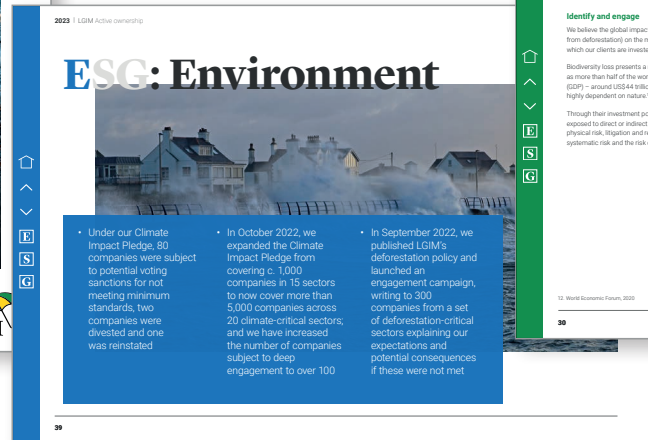 2023 | LGIM Active ownership
ESG: Environment
• Under our Climate
Impact Pledge, 80
companies were subject
to potential voting
sanctions for not
meeting minimum
standards, two
companies were
divested and one
was reinstated
• In October 2022, we
expanded the Climate
Impact Pledge from
covering c. 1,000
companies in 15 sectors
to now cover more than
5,000 companies across
20 climate-critical sectors;
and we have increased
the number of companies
subject to deep
engagement to over 100
• In September 2022, we
published LGIM's
deforestation policy and
launched an
engagement campaign,
writing to 300
companies from a set
of deforestation-critical
sectors explaining our
expectations and
potential consequences
if these were not met
E
S
G
39
Identify and engage
We believe the global impact
from deforestation) on the
which our clients are
Biodiversity loss presents a
as more than half of the
(GDP) – around
highly dependent on nature
Through their investment
exposed to direct or indirect
physical risk, litigation and
systematic risk and the risk
E
S
G
12. World Economic Forum, 2020
30